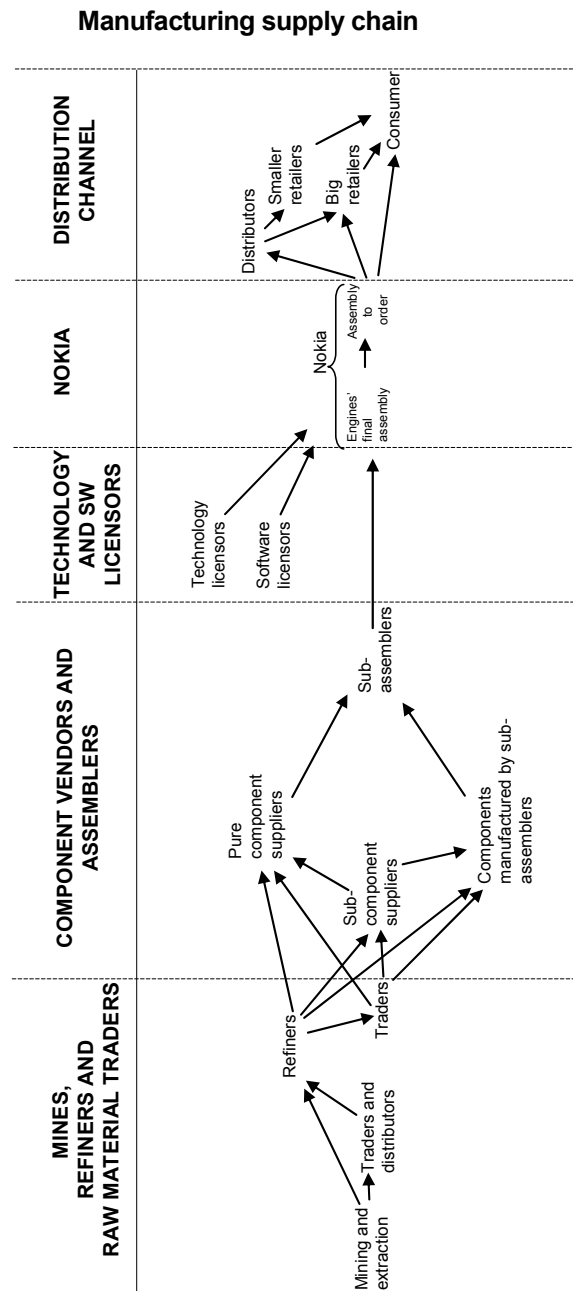 Manufacturing supply chain
MINES,
REFINERS AND
RAW MATERIAL TRADERS
COMPONENT VENDORS AND
ASSEMBLERS
TECHNOLOGY
AND SW
LICENSORS
NOKIA
DISTRIBUTION
CHANNEL
Mining and
extraction
Traders and
distributors
Refiners
Traders
Pure
component
suppliers
Sub-
component
suppliers
Components
manufactured by sub-
assemblers
Sub-
assemblers
Technology
licensors
Software
licensors
Nokia
Engines'
final
assembly
Assembly
to
order
Distributors
Smaller
retailers
Big
retailers
Consumer